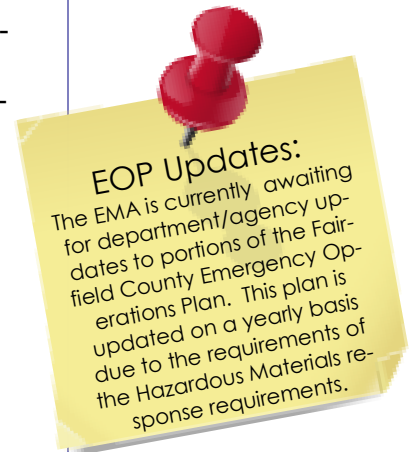 EOP Updates:
The EMA is currently awaiting
for department/agency up-
dates to portions of the Fair-
field County Emergency Op-
erations Plan. This plan is
updated on a yearly basis
due to the requirements of
the Hazardous Materials re-
sponse requirements.